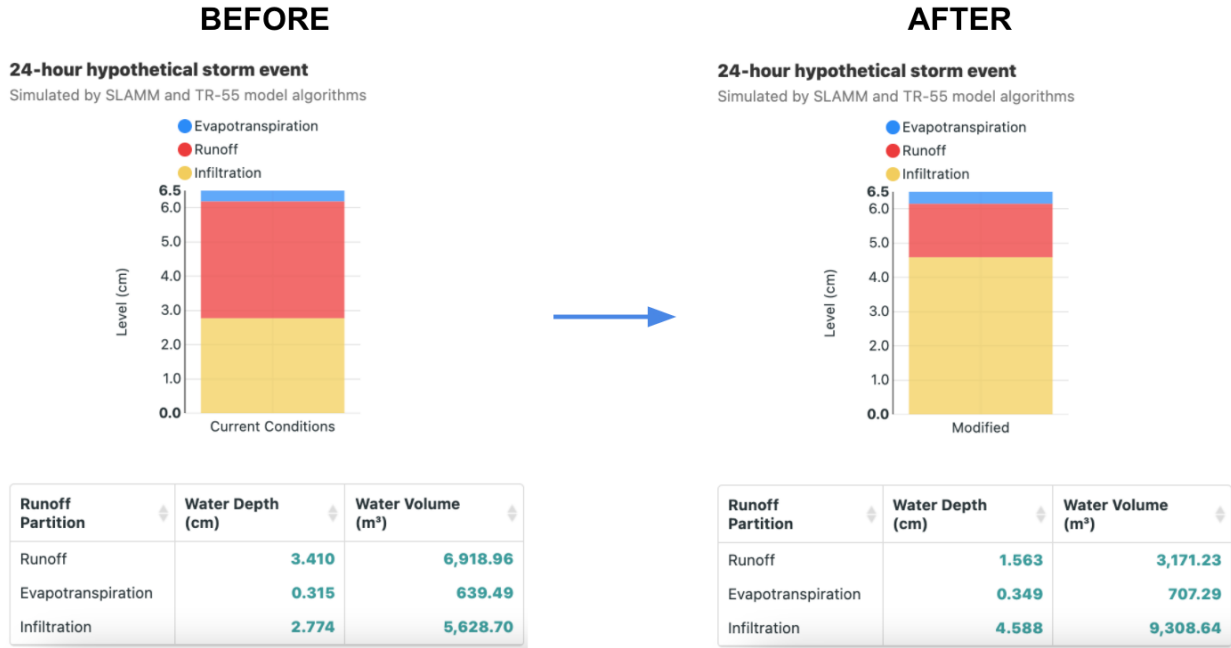 BEFORE
24-hour hypothetical storm event
Simulated by SLAMM and TR-55 model algorithms
Evapotranspiration
Runoff
Infiltration
6.5
6.0
5.0
4.0
3.0
2.0
1.0
0.0
Level (cm)
Current Conditions
Runoff Partition
Water Depth (cm)
Water Volume (m³)
Runoff 3.410 6,918.96
Evapotranspiration 0.315 639.49
Infiltration 2.774 5,628.70
AFTER
24-hour hypothetical storm event
Simulated by SLAMM and TR-55 model algorithms
Evapotranspiration
Runoff
Infiltration
6.5
6.0
5.0
4.0
3.0
2.0
1.0
0.0
Level (cm)
Modified
Runoff Partition
Water Depth (cm)
Water Volume (m³)
Runoff 1.563 3,171.23
Evapotranspiration 0.349 707.29
Infiltration 4.588 9,308.64